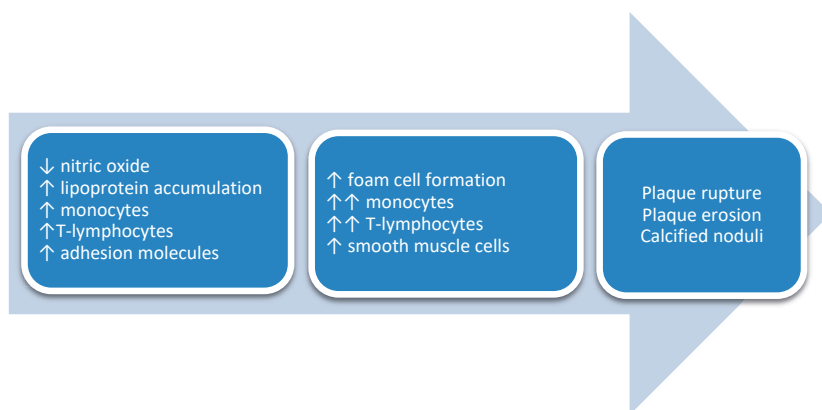 ↓ nitric oxide
↑ lipoprotein accumulation
↑ monocytes
↑T-lymphocytes
↑ adhesion molecules
↑ foam cell formation
↑↑ monocytes
↑↑ T-lymphocytes
↑ smooth muscle cells
Plaque rupture
Plaque erosion
Calcified noduli